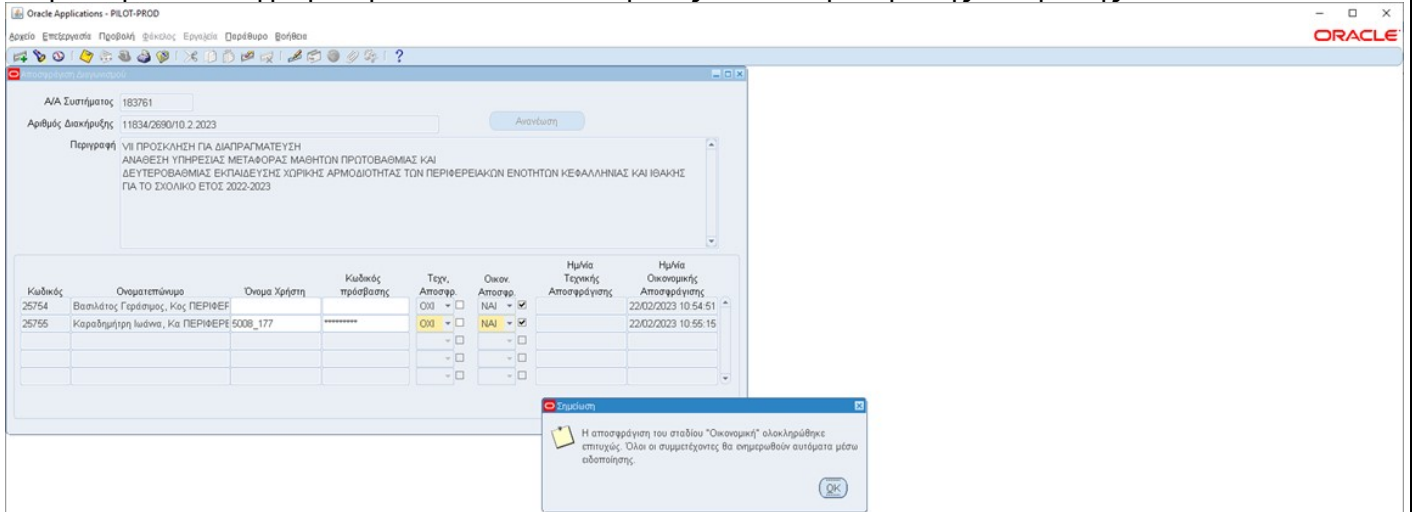 Oracle Applications - PILOT-PROD
Αρχείο Επεξεργασία Προβολή Φάκελος Εργαλεία Παράθυρο Βοήθεια
ORACLE
Αποσφράγιση Διαγωνισμού
Α/Α Συστήματος 183761
Αριθμός Διακήρυξης 11834/2690/10.2.2023 Ανανέωση
Περιγραφή VII ΠΡΟΣΚΛΗΣΗ ΓΙΑ ΔΙΑΠΡΑΓΜΑΤΕΥΣΗ
ΑΝΑΘΕΣΗ ΥΠΗΡΕΣΙΑΣ ΜΕΤΑΦΟΡΑΣ ΜΑΘΗΤΩΝ ΠΡΩΤΟΒΑΘΜΙΑΣ ΚΑΙ
ΔΕΥΤΕΡΟΒΑΘΜΙΑΣ ΕΚΠΑΙΔΕΥΣΗΣ ΧΩΡΙΚΗΣ ΑΡΜΟΔΙΟΤΗΤΑΣ ΤΩΝ ΠΕΡΙΦΕΡΕΙΑΚΩΝ ΕΝΟΤΗΤΩΝ ΚΕΦΑΛΛΗΝΙΑΣ ΚΑΙ ΙΘΑΚΗΣ
ΓΙΑ ΤΟ ΣΧΟΛΙΚΟ ΕΤΟΣ 2022-2023
Κωδικός Ονοματεπώνυμο Όνομα Χρήστη Κωδικός πρόσβασης Τεχν. Αποσφρ. Οικον. Αποσφρ. Ημ/νία Τεχνικής Αποσφράγισης Ημ/νία Οικονομικής Αποσφράγισης
25754 Βασιλάτος Γεράσιμος, Κος ΠΕΡΙΦΕΡ ΟΧΙ ΝΑΙ 22/02/2023 10:54:51
25755 Καραδημήτρη Ιωάννα, Κα ΠΕΡΙΦΕΡΕ 5008_177 ********* ΟΧΙ ΝΑΙ 22/02/2023 10:55:15
Σημείωση
Η αποσφράγιση του σταδίου "Οικονομική" ολοκληρώθηκε
επιτυχώς. Όλοι οι συμμετέχοντες θα ενημερωθούν αυτόματα μέσω
ειδοποίησης.
OK